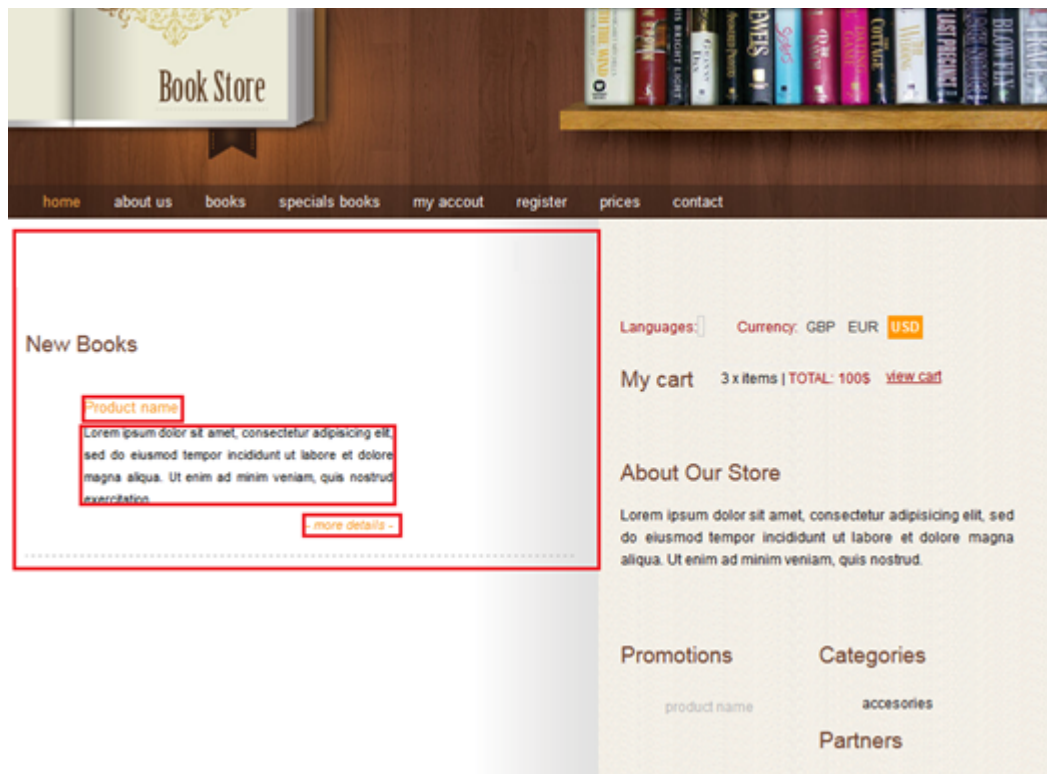 Book Store
home about us books specials books my accout register prices contact
New Books
Product name
Lorem ipsum dolor sit amet, consectetur adipisicing elit,
sed do eiusmod tempor incididunt ut labore et dolore
magna aliqua. Ut enim ad minim veniam, quis nostrud
exercitation
- more details -
Languages: Currency: GBP EUR USD
My cart 3 x items | TOTAL: 100$ view cart
About Our Store
Lorem ipsum dolor sit amet, consectetur adipisicing elit, sed
do eiusmod tempor incididunt ut labore et dolore magna
aliqua. Ut enim ad minim veniam, quis nostrud.
Promotions Categories
product name accesories
Partners